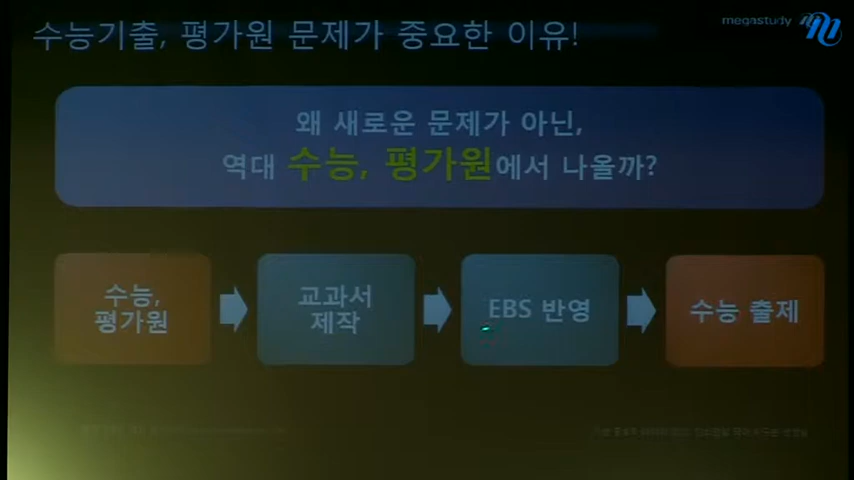 수능기출, 평가원 문제가 중요한 이유!
megastudy
왜 새로운 문제가 아닌,
역대 수능, 평가원에서 나올까?
수능,
평가원
교과서
제작
EBS 반영
수능 출제